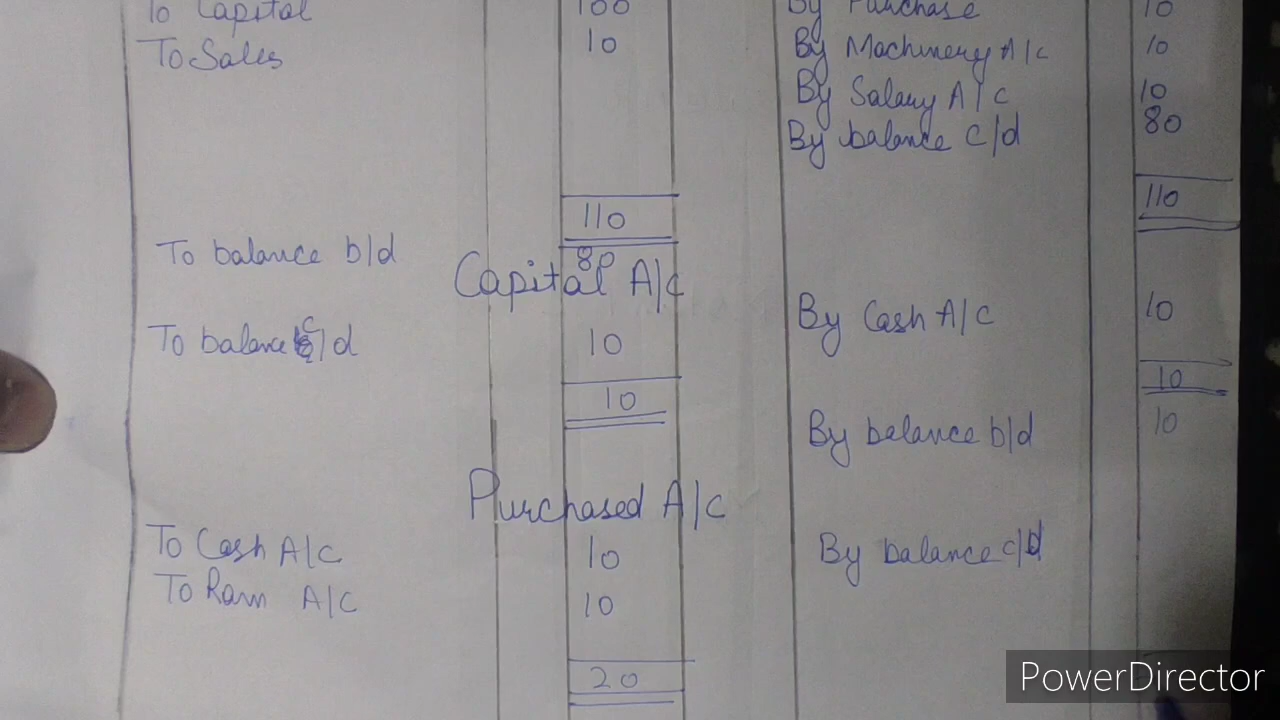 To Capital 100 By Purchase 10
To Sales 10 By Machinery A/c 10
By Salary A/c 10
By balance c/d 80
110 110
To balance b/d 80
Capital A/c
By Cash A/c 10
To balance c/d 10
10 10
By balance b/d 10
Purchased A/c
To Cash A/c 10 By balance c/d
To Ram A/c 10
20
PowerDirector